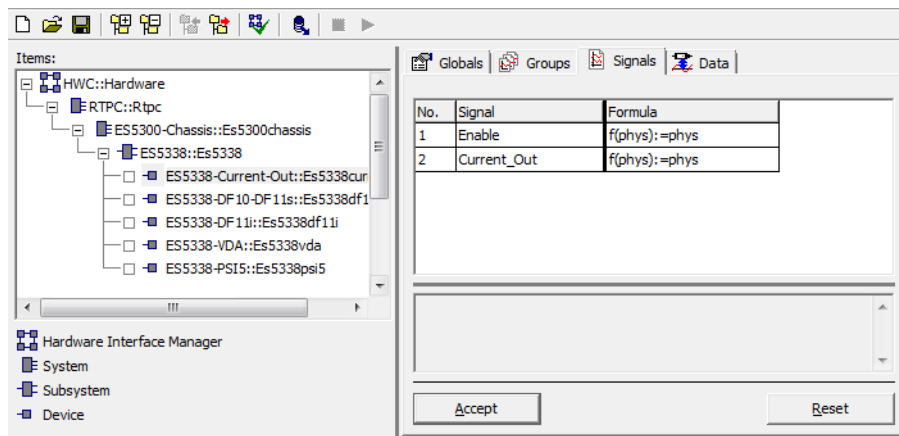 Items:
HWC::Hardware
RTPC::Rtpc
ES5300-Chassis::Es5300chassis
ES5338::Es5338
ES5338-Current-Out::Es5338cur
ES5338-DF10-DF11s::Es5338df1
ES5338-DF11i::Es5338df11i
ES5338-VDA::Es5338vda
ES5338-PSI5::Es5338psi5
Hardware Interface Manager
System
Subsystem
Device
Globals Groups Signals Data
No. Signal Formula
1 Enable f(phys):=phys
2 Current_Out f(phys):=phys
Accept Reset